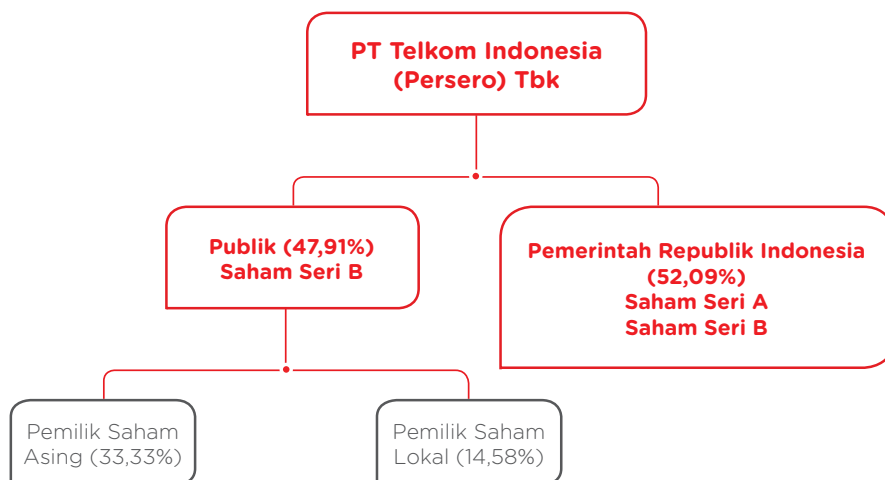 PT Telkom Indonesia
(Persero) Tbk
Publik (47,91%)
Saham Seri B
Pemerintah Republik Indonesia
(52,09%)
Saham Seri A
Saham Seri B
Pemilik Saham
Asing (33,33%)
Pemilik Saham
Lokal (14,58%)